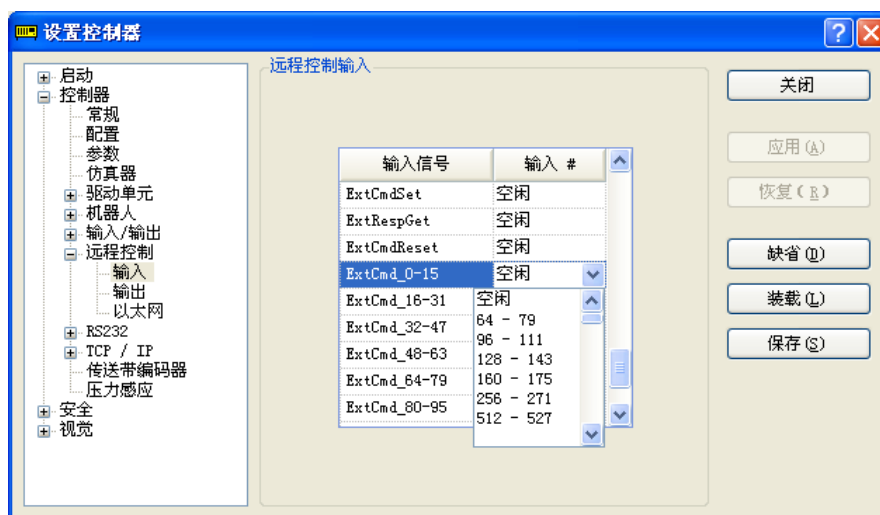 设置控制器
启动
控制器
常规
配置
参数
仿真器
驱动单元
机器人
输入/输出
远程控制
输入
输出
以太网
RS232
TCP / IP
传送带编码器
压力感应
安全
视觉
远程控制输入
输入信号 输入 #
ExtCmdSet 空闲
ExtRespGet 空闲
ExtCmdReset 空闲
ExtCmd_0-15 空闲
ExtCmd_16-31
ExtCmd_32-47
ExtCmd_48-63
ExtCmd_64-79
ExtCmd_80-95
空闲
64 - 79
96 - 111
128 - 143
160 - 175
256 - 271
512 - 527
关闭
应用(A)
恢复(R)
缺省(D)
装载(L)
保存(S)